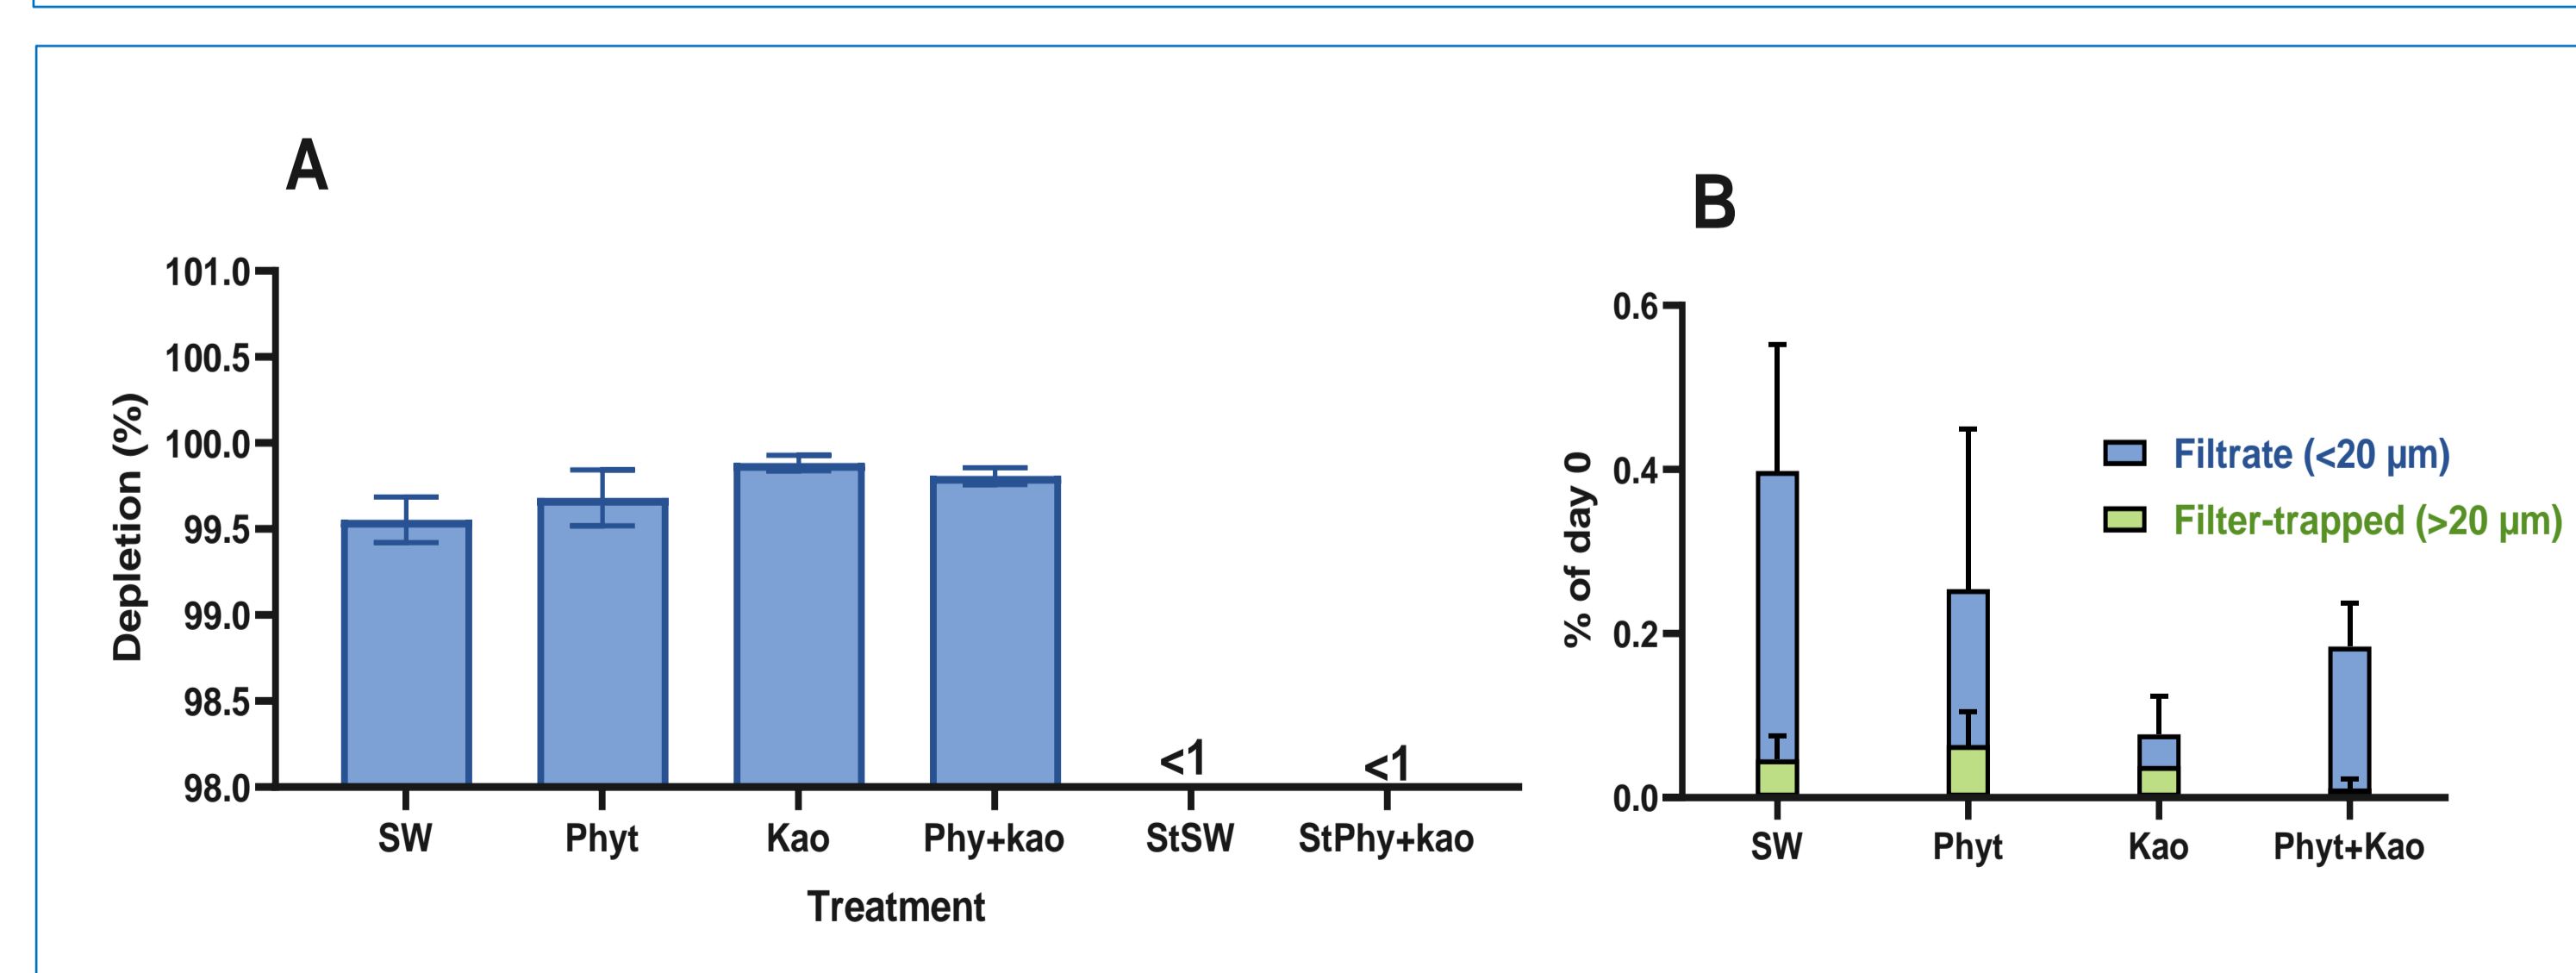 A
101.0
100.5
100.0
99.5
99.0
98.5
98.0
Depletion (%)
<1
<1
SW
Phyt
Kao
Phy+kao
StSW
StPhy+kao
Treatment
B
0.6
0.4
0.2
0.0
% of day 0
Filtrate (<20 µm)
Filter-trapped (>20 µm)
SW
Phyt
Kao
Phyt+Kao